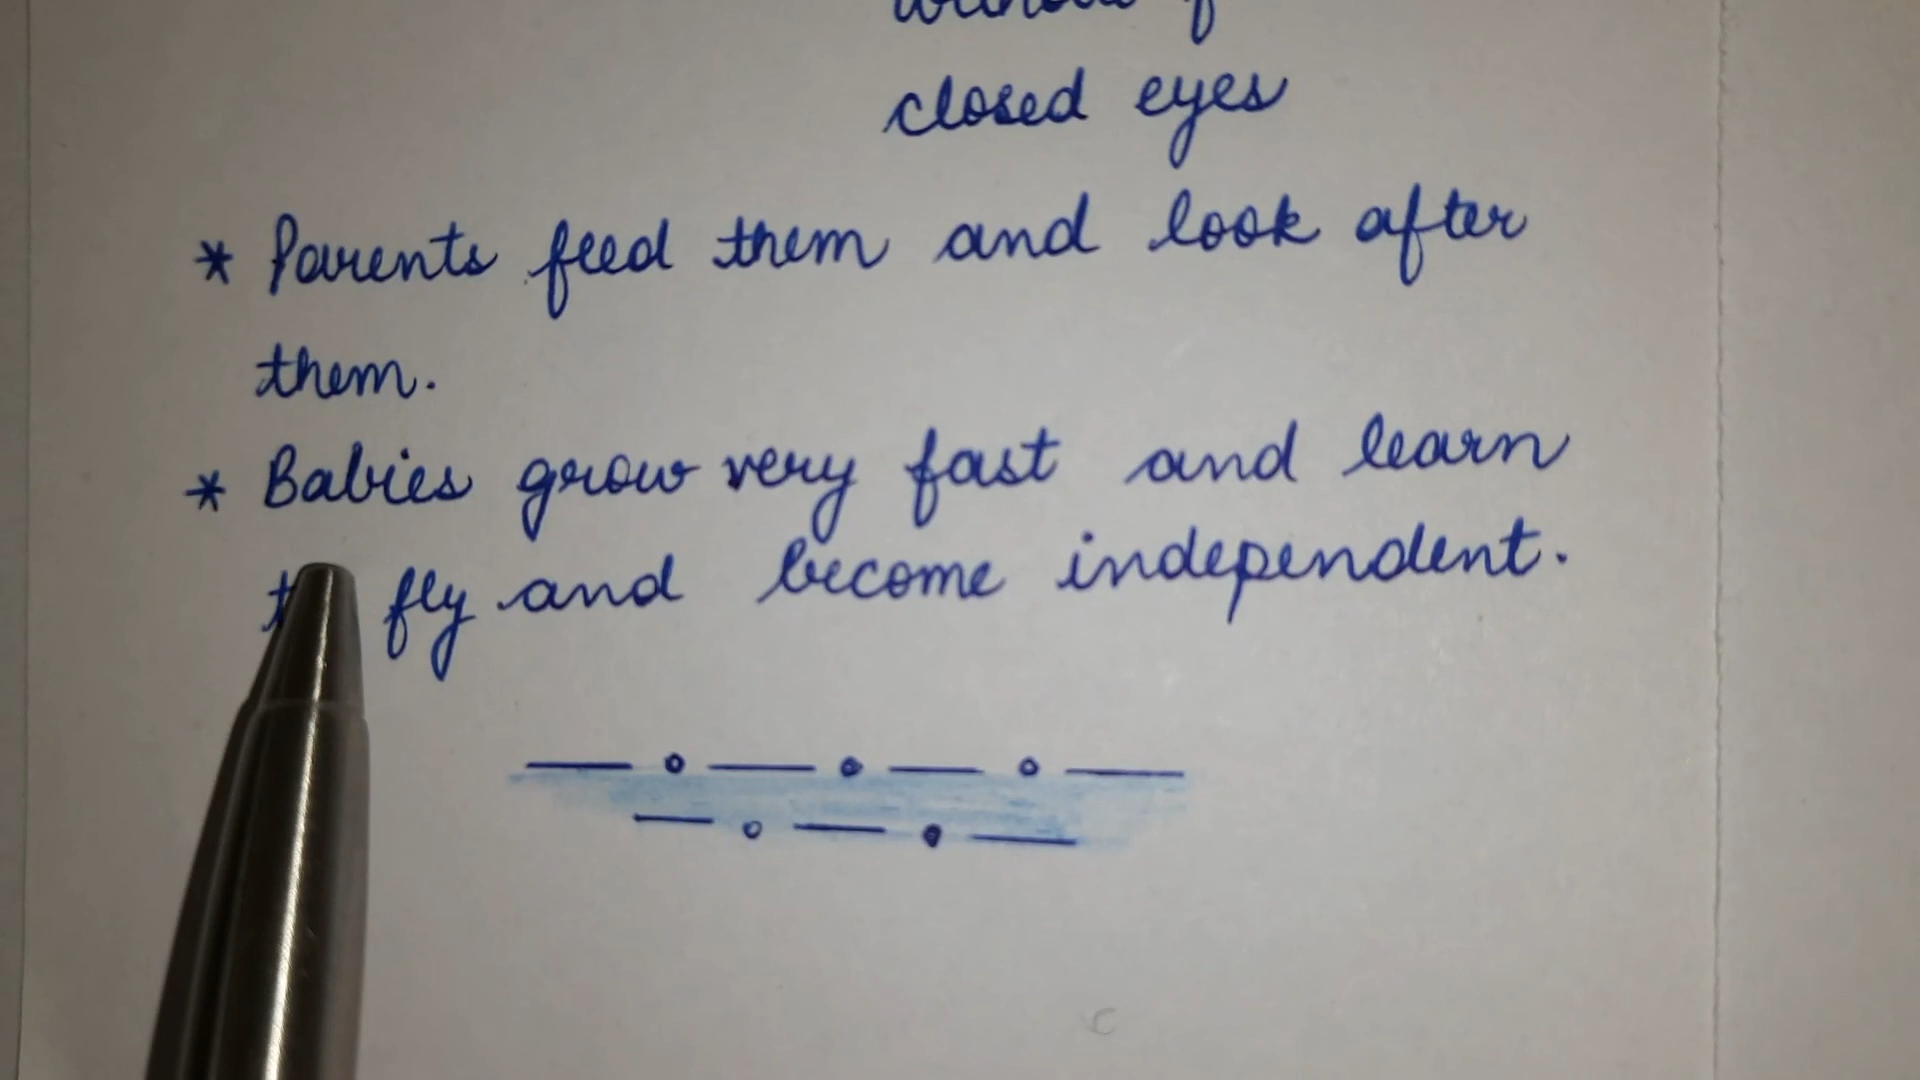 closed eyes
* Parents feed them and look after
them.
* Babies grow very fast and learn
fly and become independent.